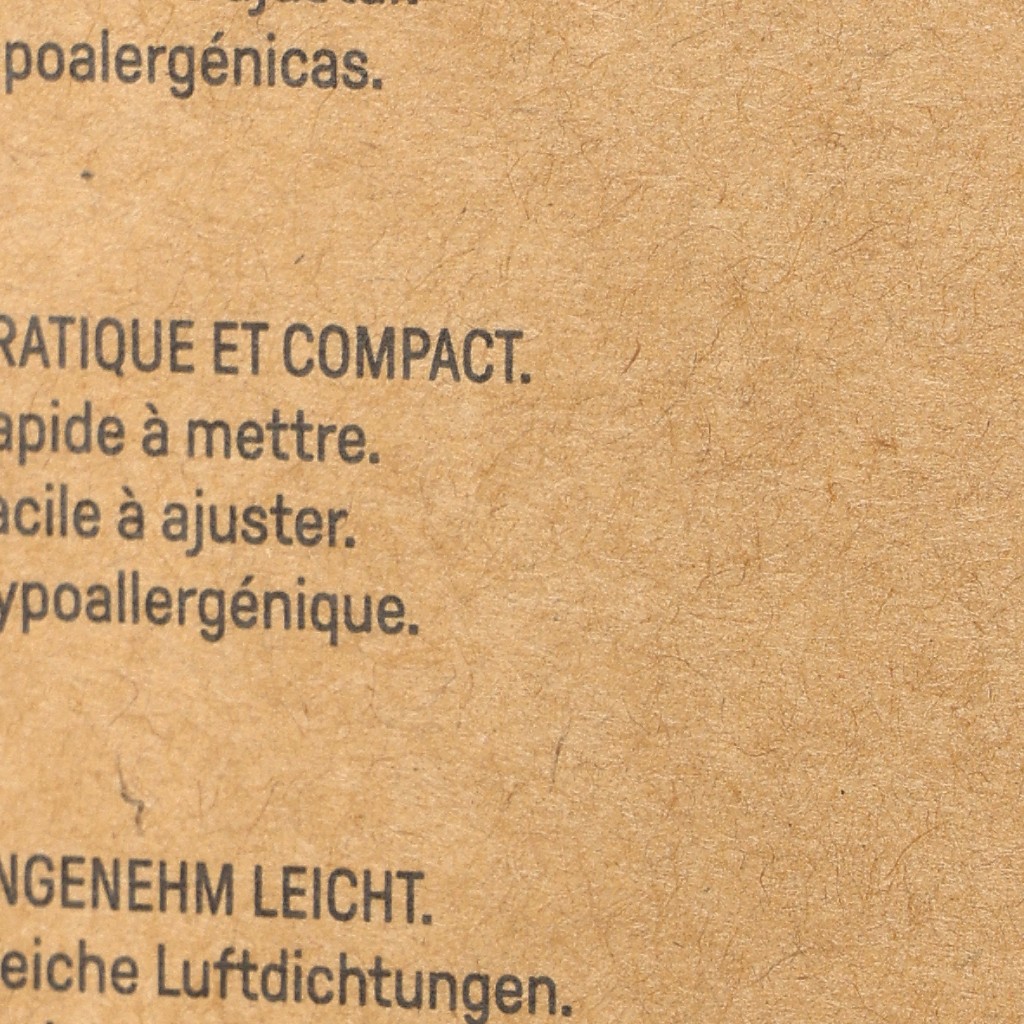 poalergénicas.
RATIQUE ET COMPACT.
apide à mettre.
acile à ajuster.
ypoallergénique.
NGENEHM LEICHT.
eiche Luftdichtungen.